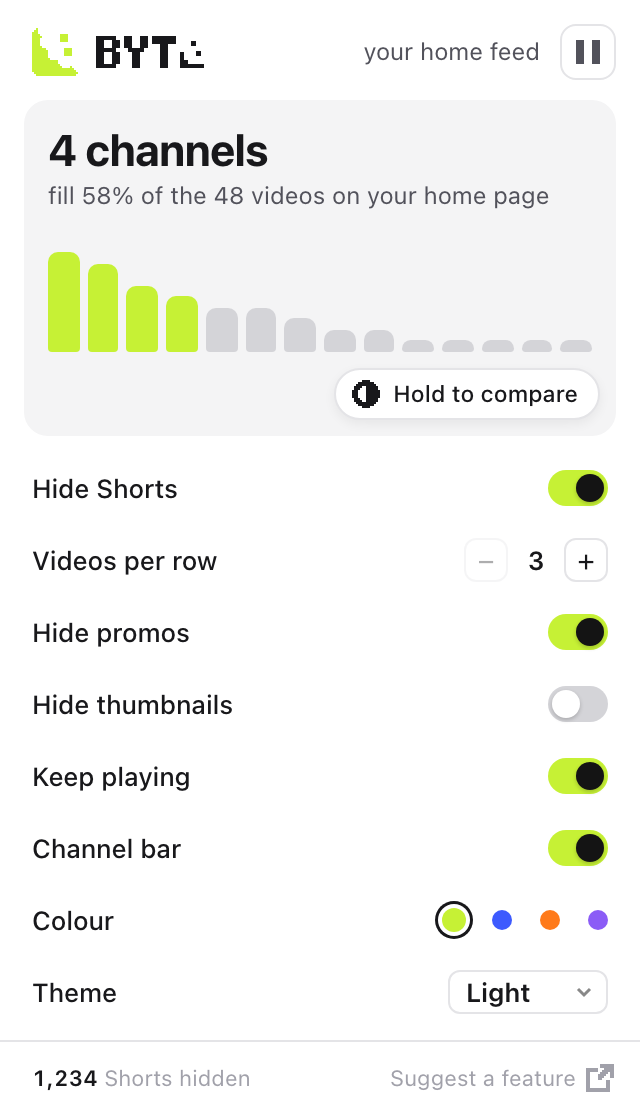 BYTE
your home feed
4 channels
fill 58% of the 48 videos on your home page
Hold to compare
Hide Shorts
Videos per row
3
Hide promos
Hide thumbnails
Keep playing
Channel bar
Colour
Theme
Light
1,234 Shorts hidden
Suggest a feature